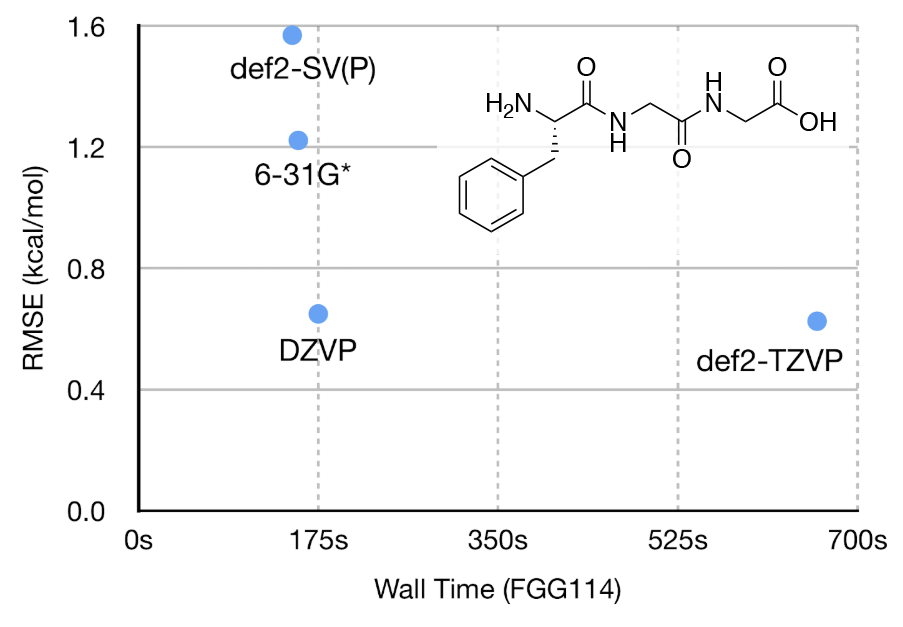 1.6
def2-SV(P)
O
H
N
O
H₂N
N
H
O
OH
1.2
6-31G*
RMSE (kcal/mol)
0.8
DZVP
def2-TZVP
0.4
0.0
0s
175s
350s
525s
700s
Wall Time (FGG114)